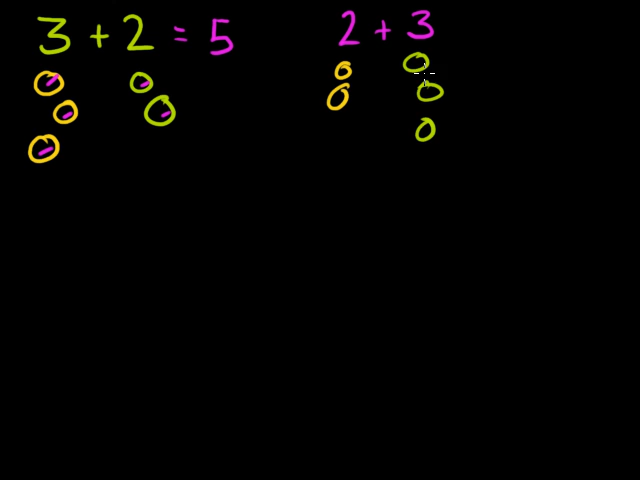 3 + 2 = 5
2 + 3